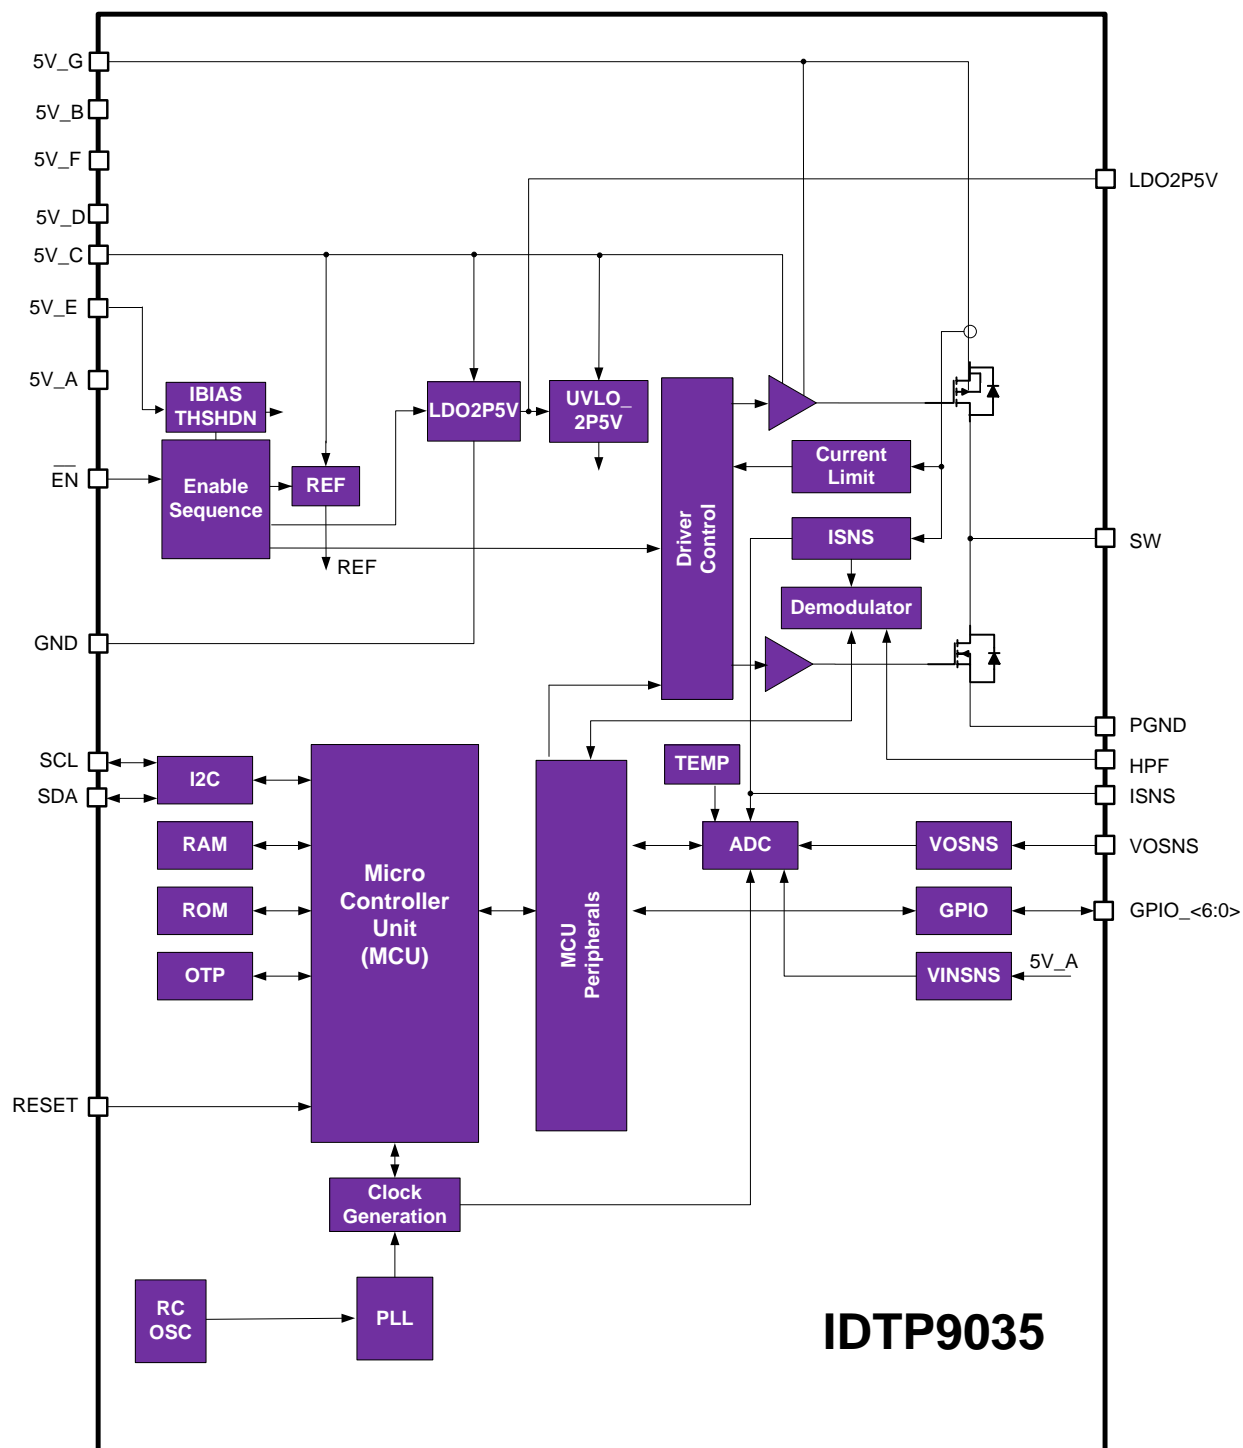 5V_G
5V_B
5V_F
5V_D
5V_C
5V_E
5V_A
EN
GND
SCL
SDA
RESET
LDO2P5V
SW
PGND
HPF
ISNS
VOSNS
GPIO_<6:0>
IBIAS
THSHDN
Enable
Sequence
REF
REF
LDO2P5V
UVLO_
2P5V
Driver
Control
Current
Limit
ISNS
Demodulator
I2C
RAM
ROM
OTP
Micro
Controller
Unit
(MCU)
MCU
Peripherals
TEMP
ADC
VOSNS
GPIO
VINSNS
5V_A
Clock
Generation
RC
OSC
PLL
IDTP9035